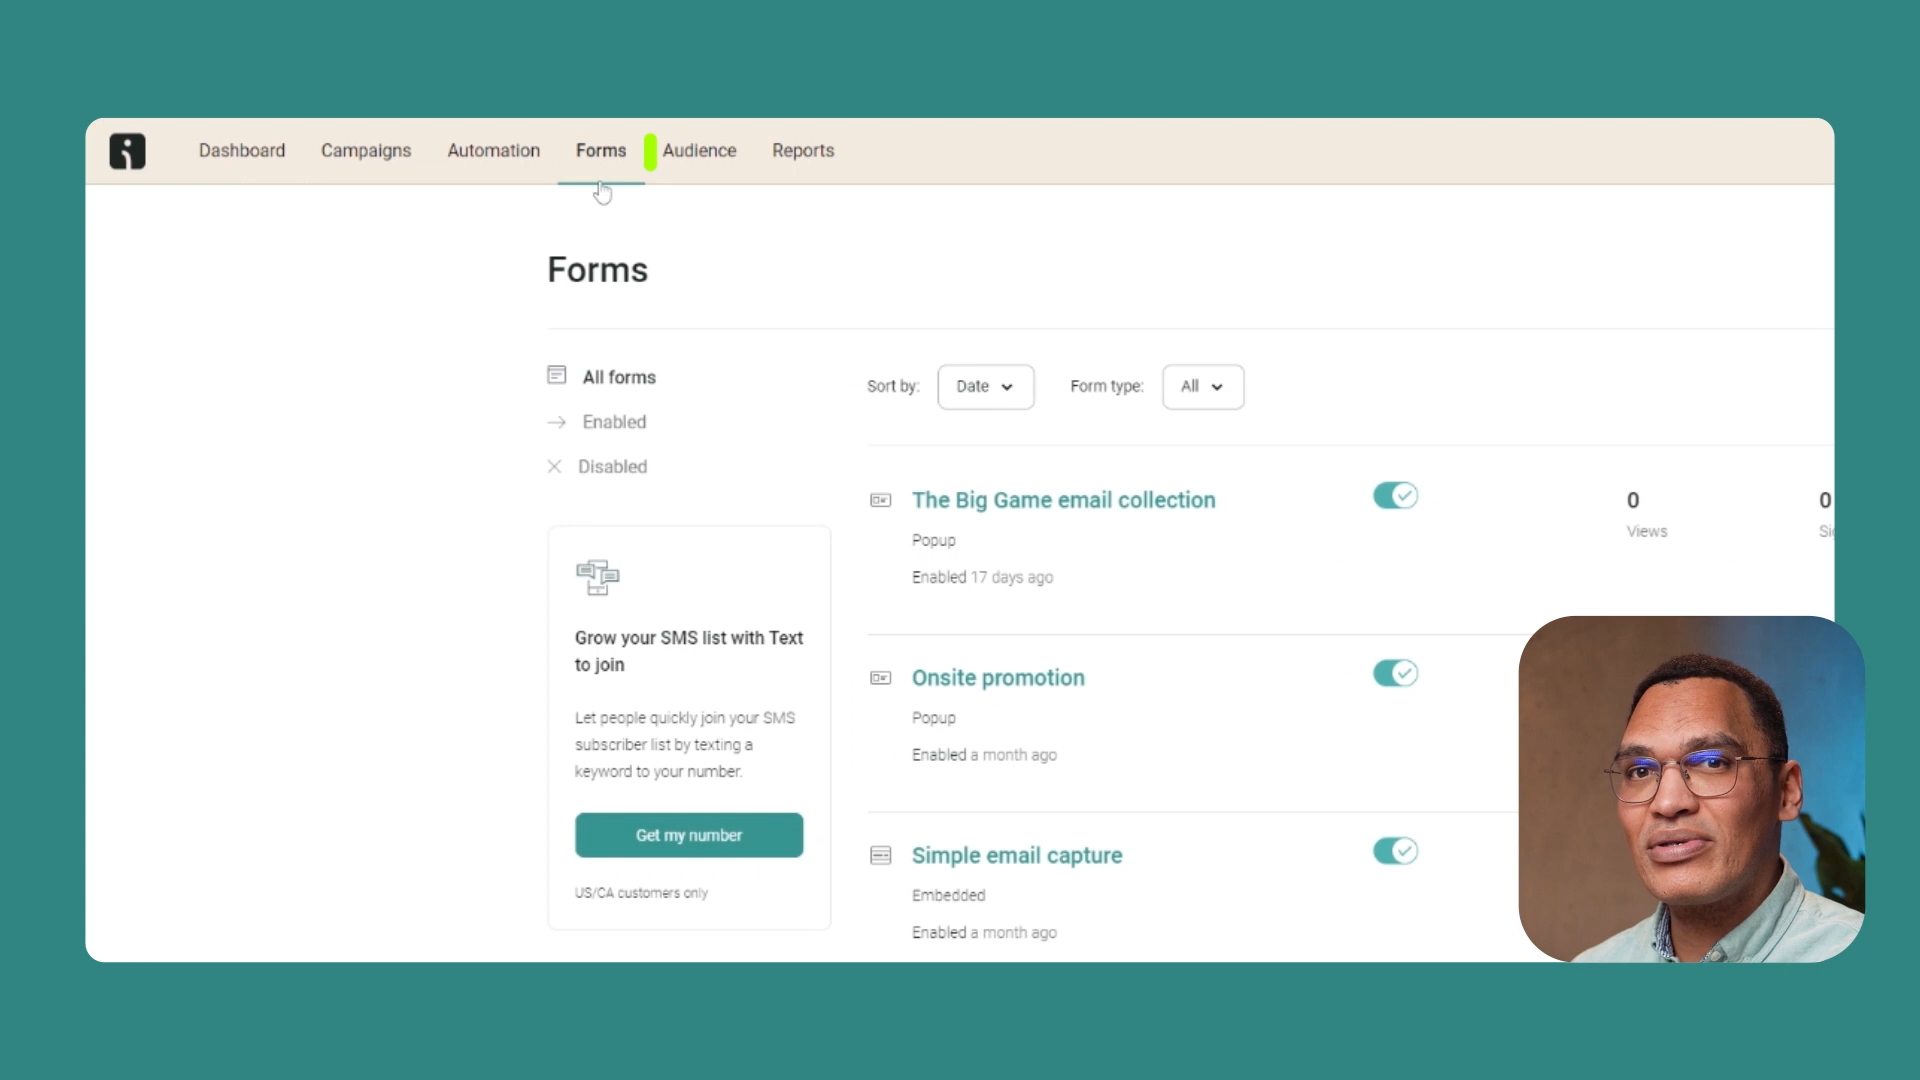 Dashboard Campaigns Automation Forms Audience Reports
Forms
All forms
Enabled
Disabled
Sort by: Date Form type: All
The Big Game email collection
Popup
Enabled 17 days ago
0
Views
0
Grow your SMS list with Text
to join
Let people quickly join your SMS
subscriber list by texting a
keyword to your number.
Get my number
US/CA customers only
Onsite promotion
Popup
Enabled a month ago
Simple email capture
Embedded
Enabled a month ago